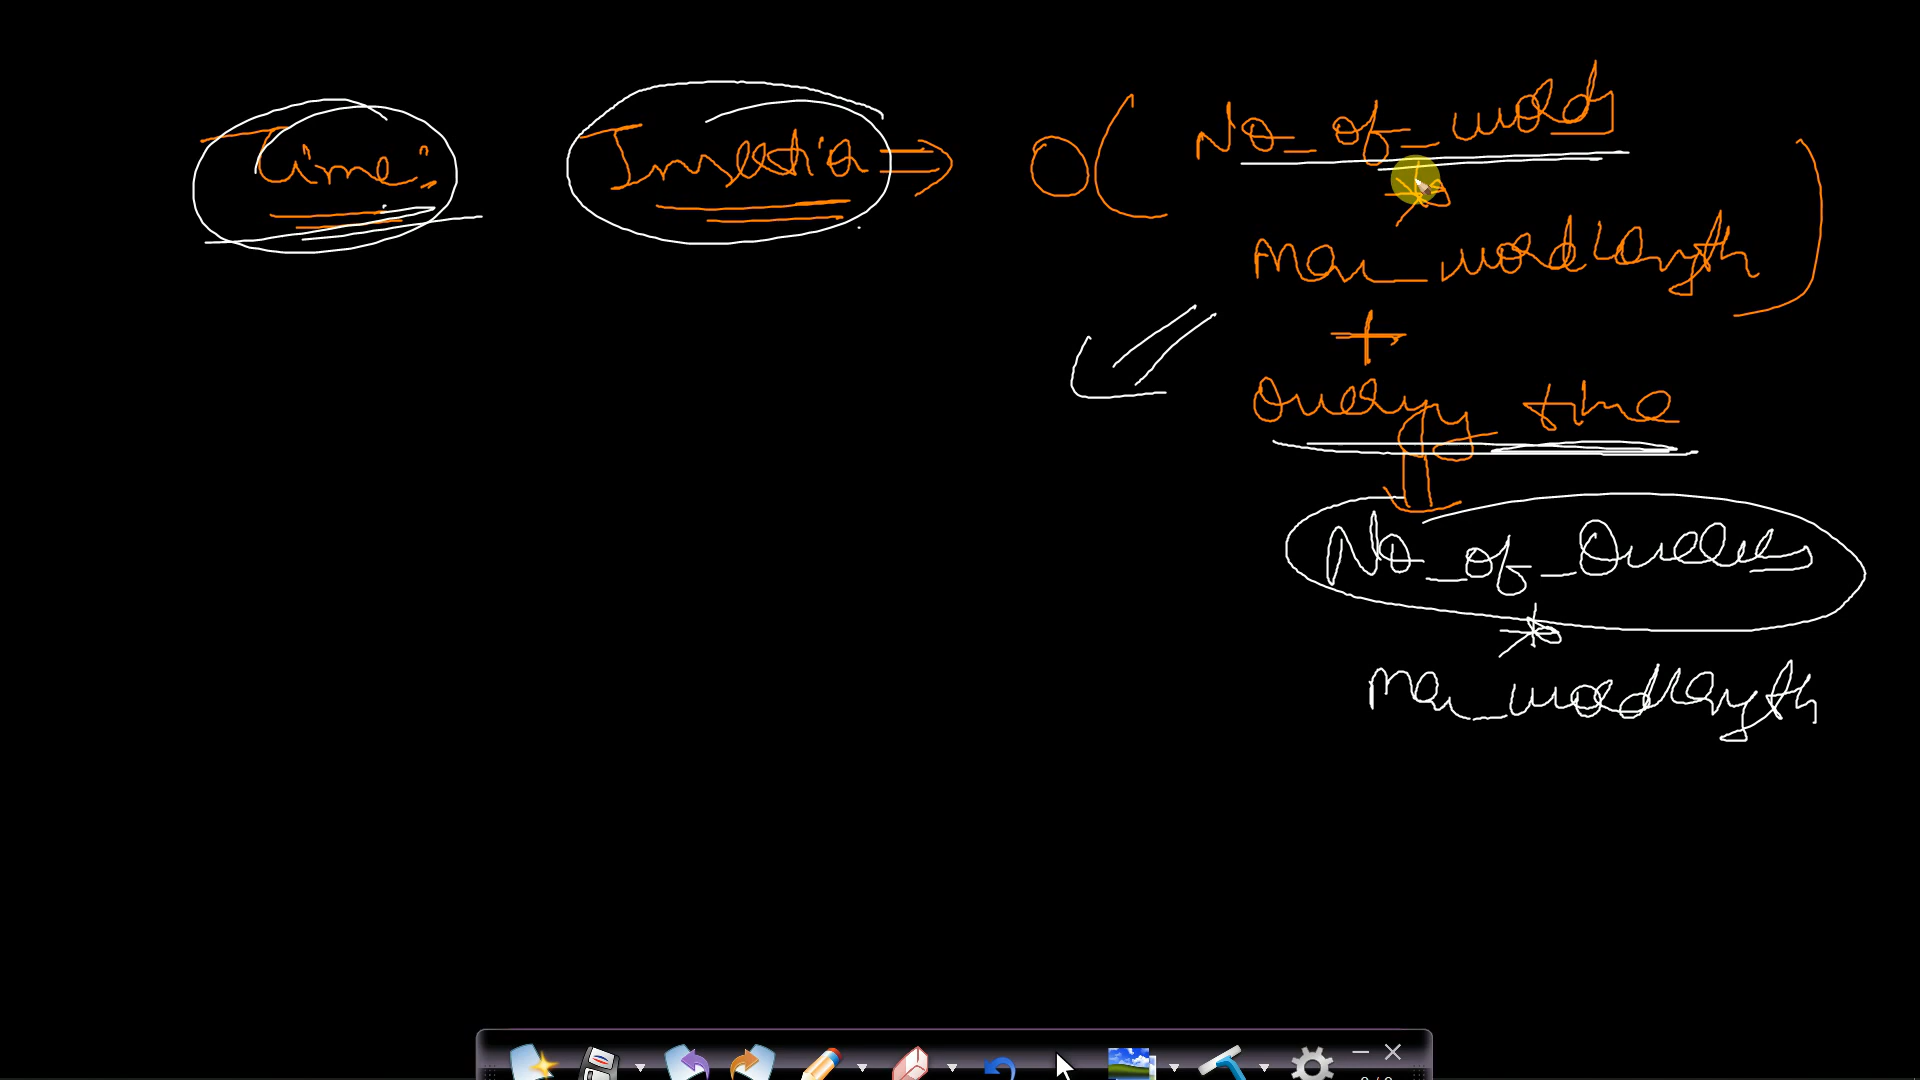 Time: Insertion => O( No_of_words
*
Max_wordLength )
+
Query time
No_of_Queries
*
Max_wordLength